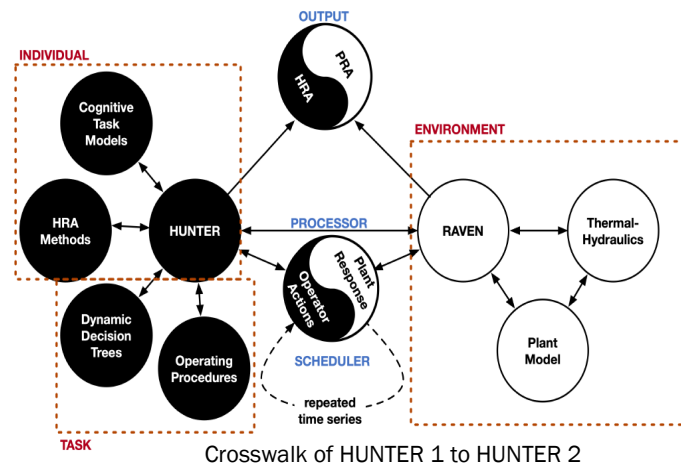 OUTPUT
INDIVIDUAL
HRA
PRA
Cognitive
Task
Models
ENVIRONMENT
HRA
Methods
HUNTER
PROCESSOR
RAVEN
Thermal-
Hydraulics
Operator
Actions
Plant
Response
Dynamic
Decision
Trees
Operating
Procedures
SCHEDULER
Plant
Model
repeated
time series
TASK
Crosswalk of HUNTER 1 to HUNTER 2